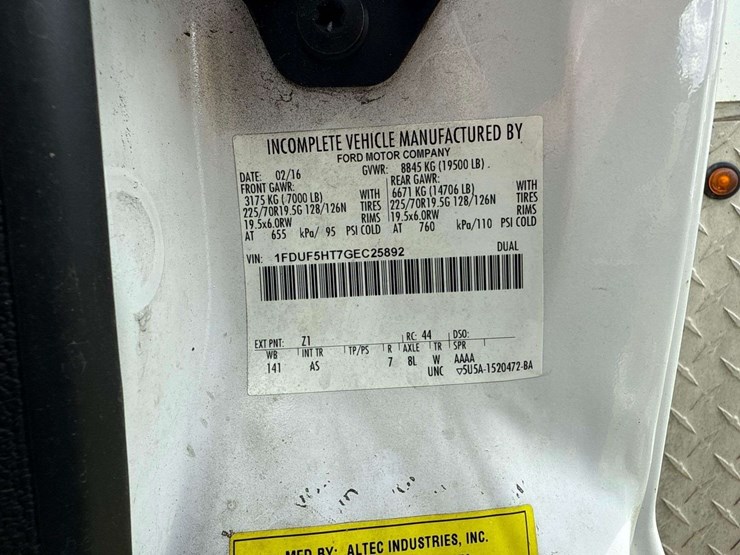 INCOMPLETE VEHICLE MANUFACTURED BY
FORD MOTOR COMPANY
DATE: 02/16 GVWR: 8845 KG (19500 LB)
FRONT GAWR: REAR GAWR:
3175 KG (7000 LB) WITH 6671 KG (14706 LB) WITH
225/70R19.5G 128/126N TIRES 225/70R19.5G 128/126N TIRES
19.5x6.0RW RIMS 19.5x6.0RW RIMS
AT 655 kPa/ 95 PSI COLD AT 760 kPa/110 PSI COLD
VIN: 1FDUF5HT7GEC25892 DUAL
EXT PNT: Z1 RC: 44 DSO:
WB INT TR TP/PS R AXLE TR SPR
141 AS 7 8L W AAAA
UNC ▽5U5A-1520472-BA
MFD BY: ALTEC INDUSTRIES, INC.